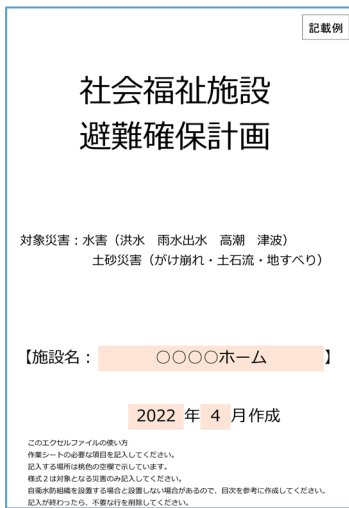 記載例
社会福祉施設
避難確保計画
対象災害：水害（洪水　雨水出水　高潮　津波）
土砂災害（がけ崩れ・土石流・地すべり）
【施設名：　○○○○ホーム　】
2022 年 4 月作成
このエクセルファイルの使い方
作業シートの必要な項目を記入してください。
記入する場所は桃色の空欄で示しています。
様式２は対象となる災害のみ記入してください。
自衛水防組織を設置する場合と設置しない場合があるので、目次を参考に作成してください。
記入が終わったら、不要な行を削除してください。